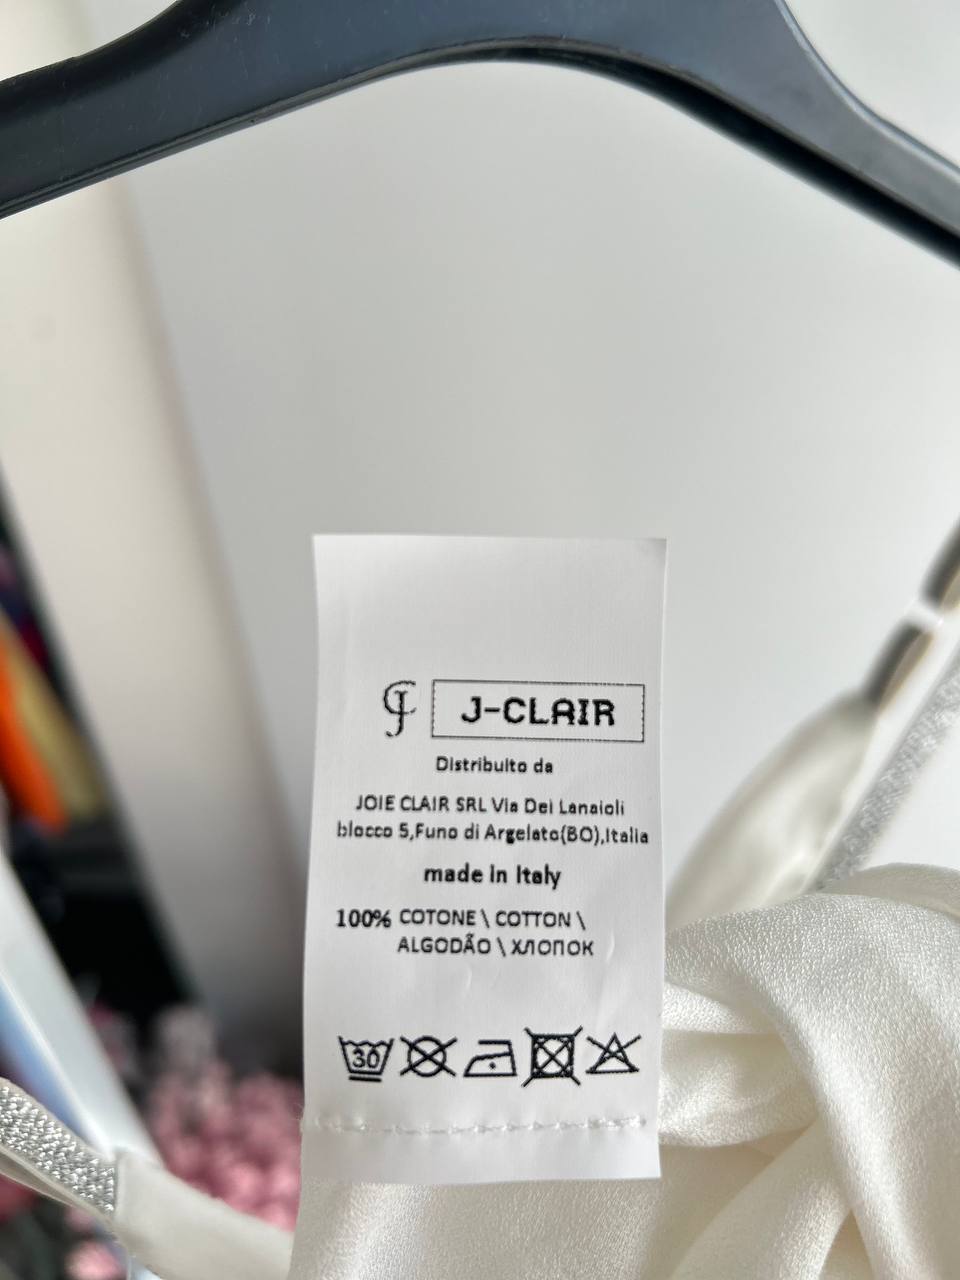 J-CLAIR
Distribuito da
JOIE CLAIR SRL Via Dei Lanaioli
blocco 5,Funo di Argelato(BO),Italia
made in Italy
100% COTONE \ COTTON \
ALGODÃO \ ХЛОПОК
30